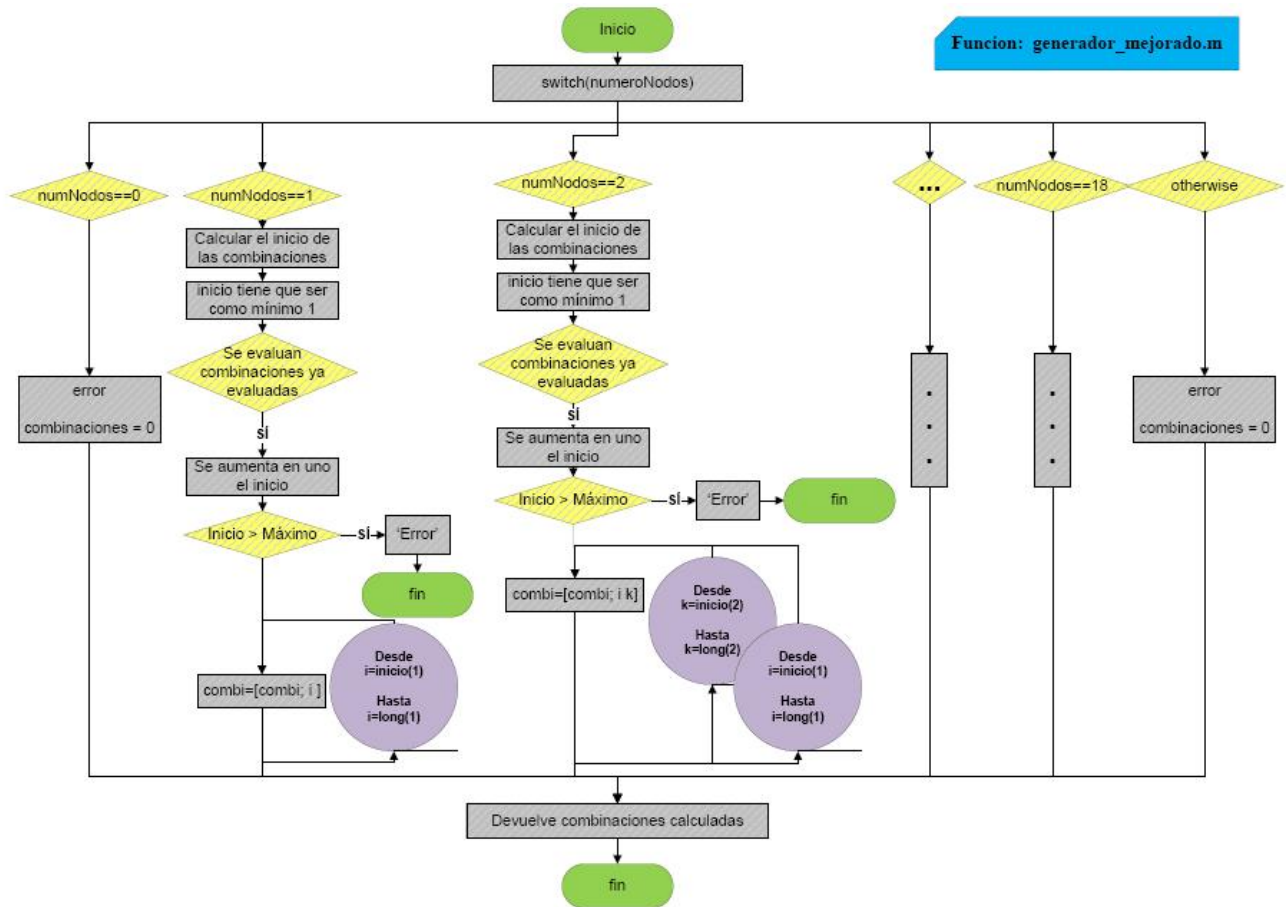 Inicio
Funcion: generador_mejorado.m
switch(numeroNodos)
numNodos==0
numNodos==1
numNodos==2
...
numNodos==18
otherwise
error
combinaciones = 0
Calcular el inicio de
las combinaciones
inicio tiene que ser
como mínimo 1
Se evaluan
combinaciones ya
evaluadas
SÍ
Se aumenta en uno
el inicio
Inicio > Máximo
SÍ
'Error'
fin
combi=[combi; i ]
Desde
i=inicio(1)
Hasta
i=long(1)
Calcular el inicio de
las combinaciones
inicio tiene que ser
como mínimo 1
Se evaluan
combinaciones ya
evaluadas
SÍ
Se aumenta en uno
el inicio
Inicio > Máximo
SÍ
'Error'
fin
combi=[combi; i k]
Desde
k=inicio(2)
Hasta
k=long(2)
Desde
i=inicio(1)
Hasta
i=long(1)
.
.
.
.
.
.
error
combinaciones = 0
Devuelve combinaciones calculadas
fin